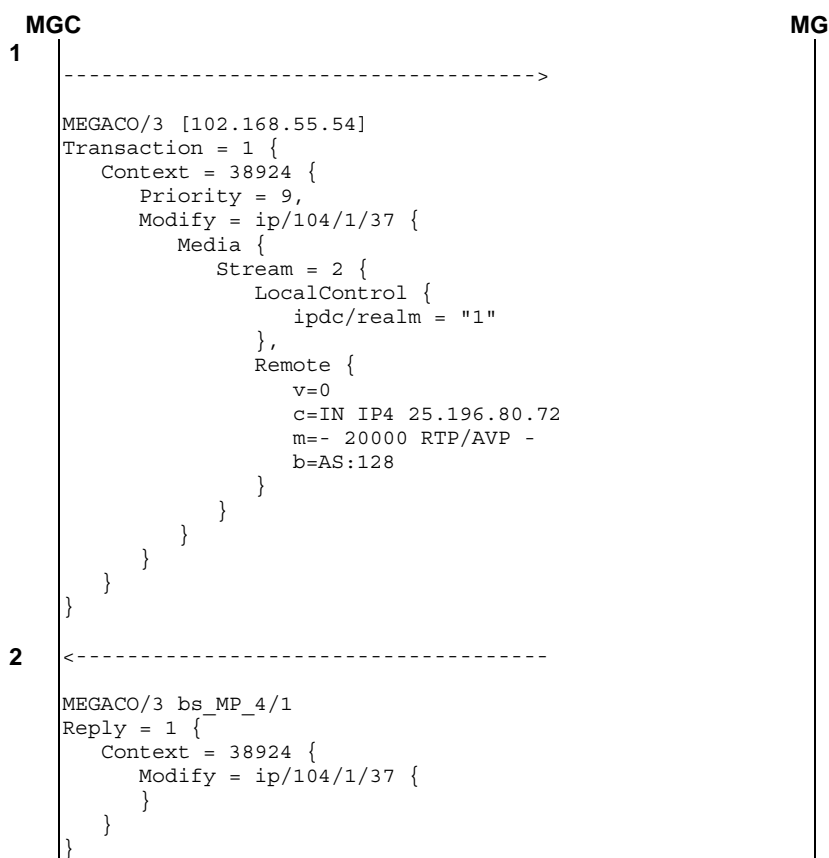 MGC MG
1
------------------------------------->
MEGACO/3 [102.168.55.54]
Transaction = 1 {
   Context = 38924 {
      Priority = 9,
      Modify = ip/104/1/37 {
         Media {
            Stream = 2 {
               LocalControl {
                  ipdc/realm = "1"
               },
               Remote {
                  v=0
                  c=IN IP4 25.196.80.72
                  m=- 20000 RTP/AVP -
                  b=AS:128
               }
            }
         }
      }
   }
}
2 <-------------------------------------
MEGACO/3 bs_MP_4/1
Reply = 1 {
   Context = 38924 {
      Modify = ip/104/1/37 {
      }
   }
}